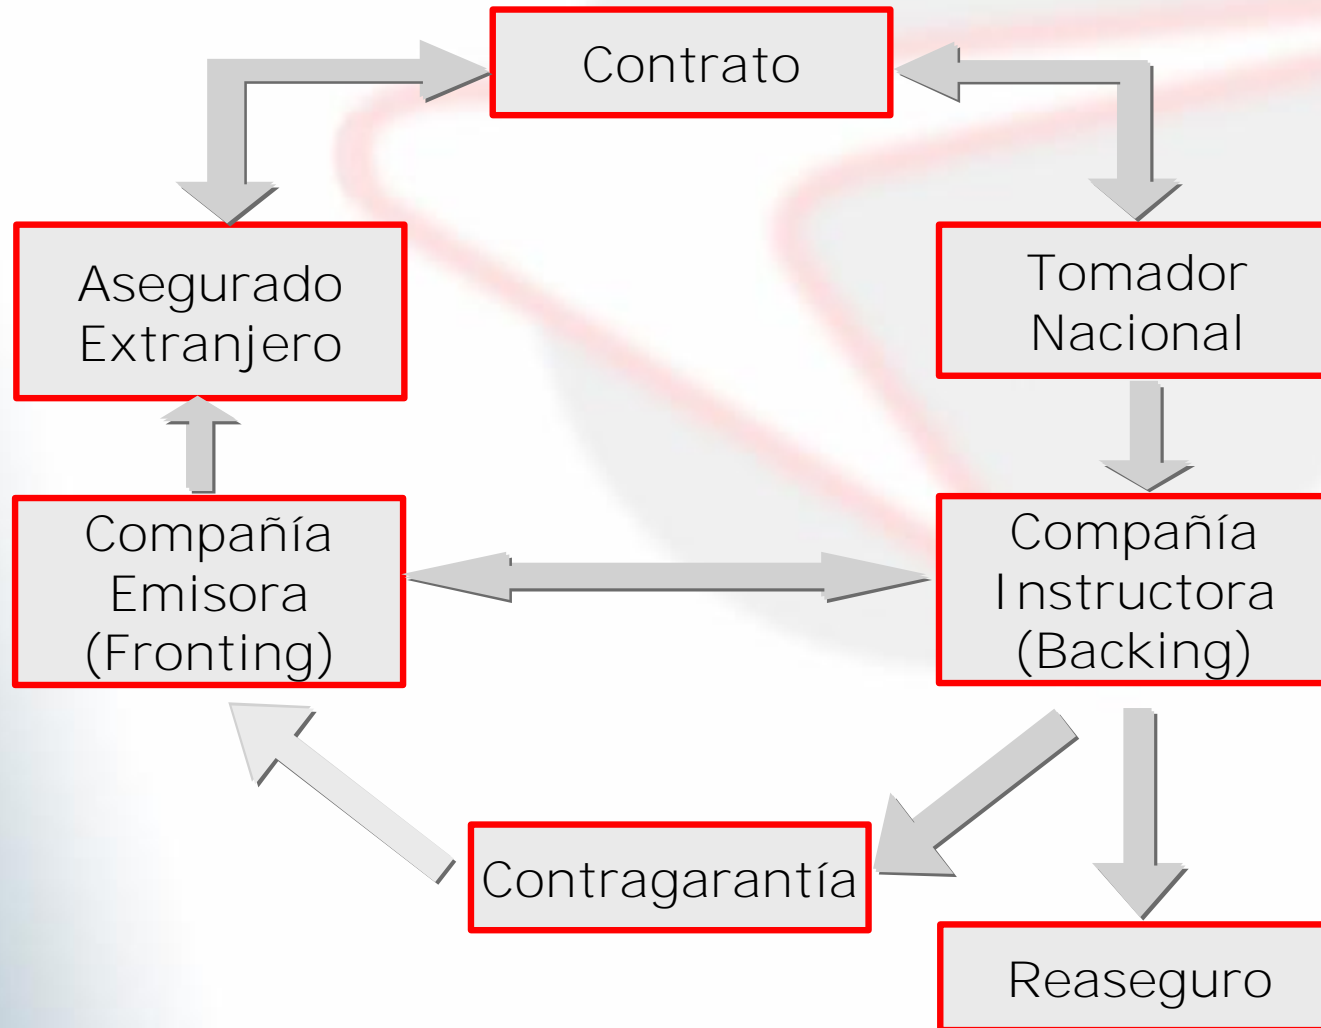 Contrato
Asegurado
Extranjero
Tomador
Nacional
Compañía
Emisora
(Fronting)
Compañía
Instructora
(Backing)
Contragarantía
Reaseguro